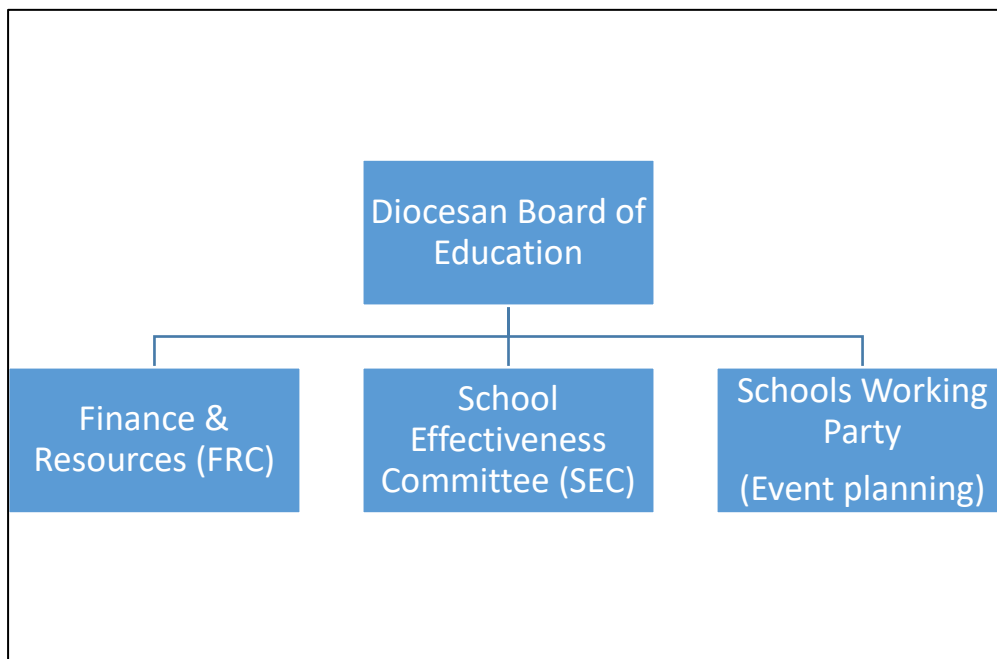 Diocesan Board of
Education
Finance &
Resources (FRC)
School
Effectiveness
Committee (SEC)
Schools Working
Party
(Event planning)